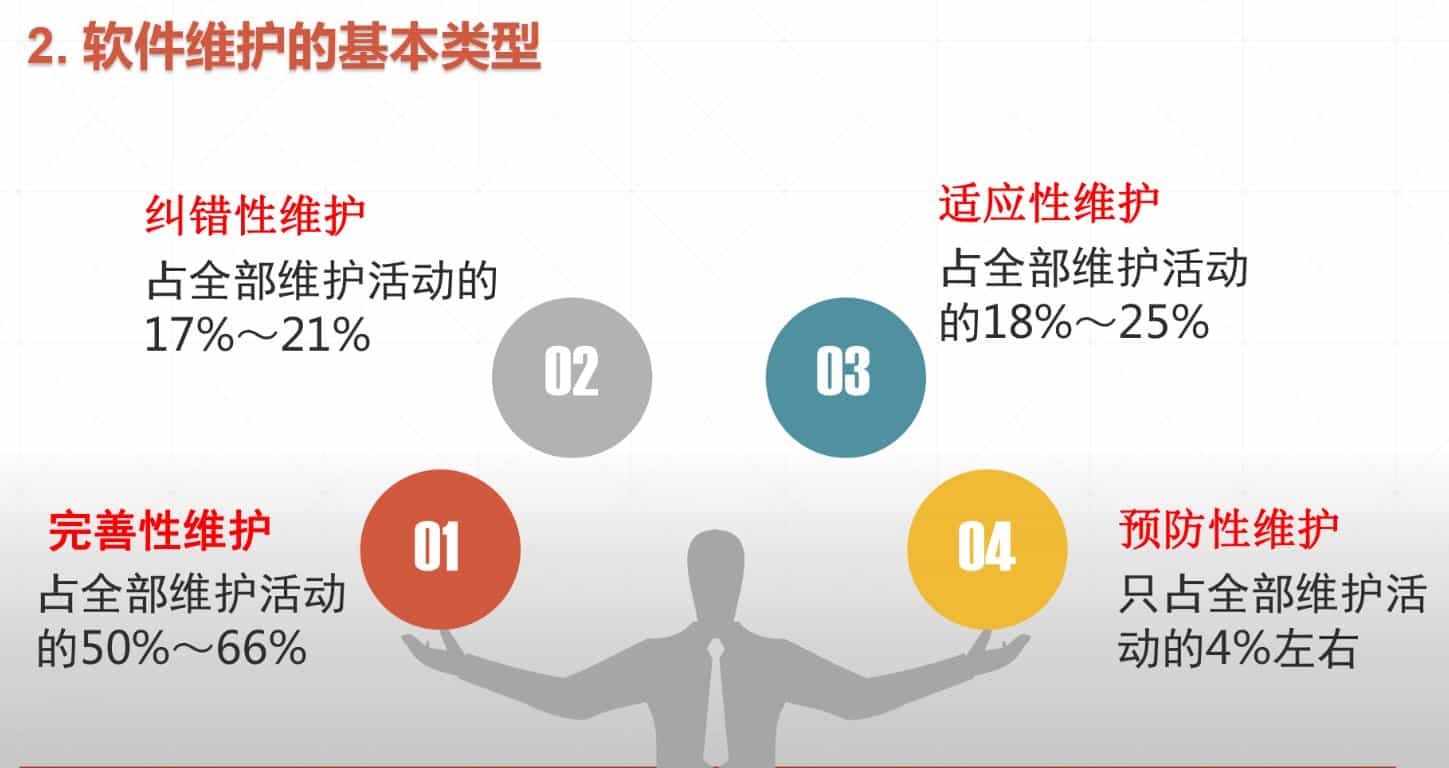 2. 软件维护的基本类型
纠错性维护
占全部维护活动的
17%～21%
02
03
适应性维护
占全部维护活动
的18%～25%
完善性维护
占全部维护活动
的50%～66%
01
04
预防性维护
只占全部维护活
动的4%左右